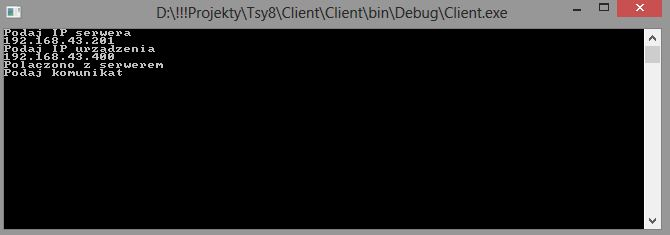 D:\!!!Projekty\Tsy8\Client\Client\bin\Debug\Client.exe
Podaj IP serwera
192.168.43.201
Podaj IP urzadzenia
192.168.43.400
Polaczono z serwerem
Podaj komunikat